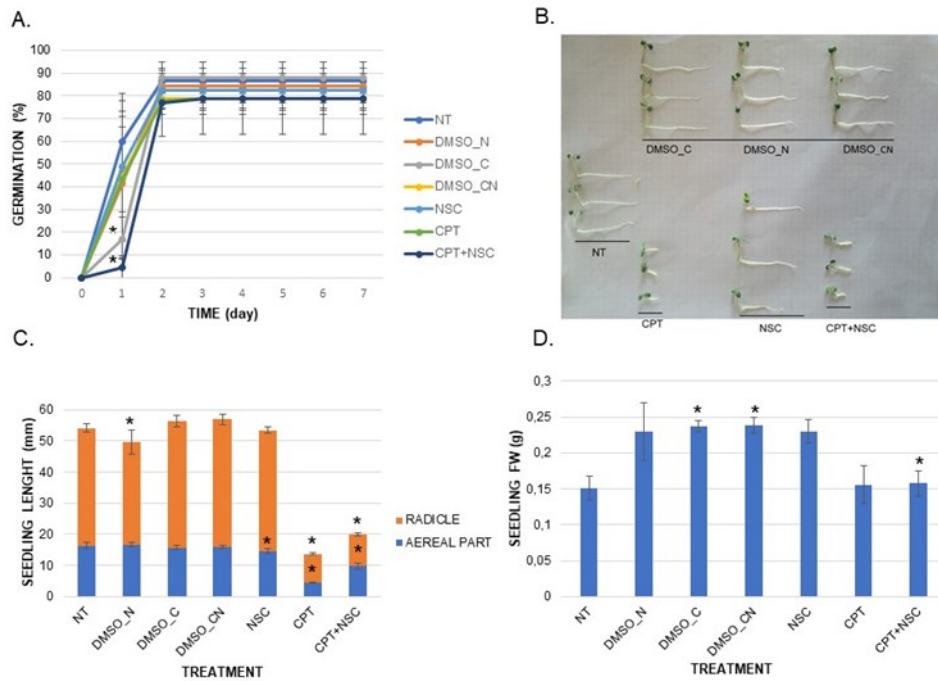 A.
100
90
80
70
60
50
40
30
20
10
0
GERMINATION (%)
*
*
0 1 2 3 4 5 6 7
TIME (day)
NT
DMSO_N
DMSO_C
DMSO_CN
NSC
CPT
CPT+NSC
B.
DMSO_C DMSO_N DMSO_CN
NT
CPT NSC CPT+NSC
C.
60
50
40
30
20
10
0
SEEDLING LENGHT (mm)
*
*
*
*
*
*
NT DMSO_N DMSO_C DMSO_CN NSC CPT CPT+NSC
TREATMENT
RADICLE
AEREAL PART
D.
0,3
0,25
0,2
0,15
0,1
0,05
0
SEEDLING FW (g)
* *
*
NT DMSO_N DMSO_C DMSO_CN NSC CPT CPT+NSC
TREATMENT